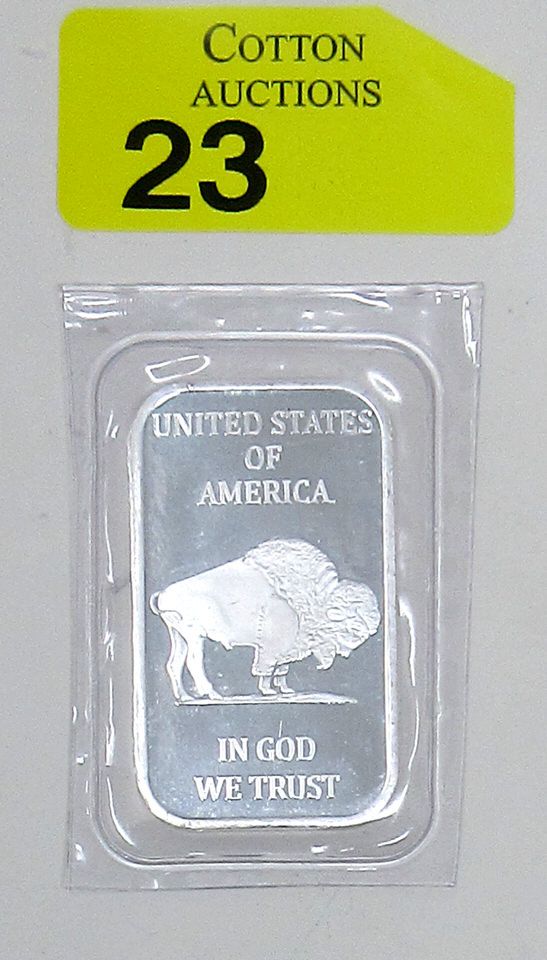 COTTON
AUCTIONS
23
UNITED STATES
OF
AMERICA
IN GOD
WE TRUST